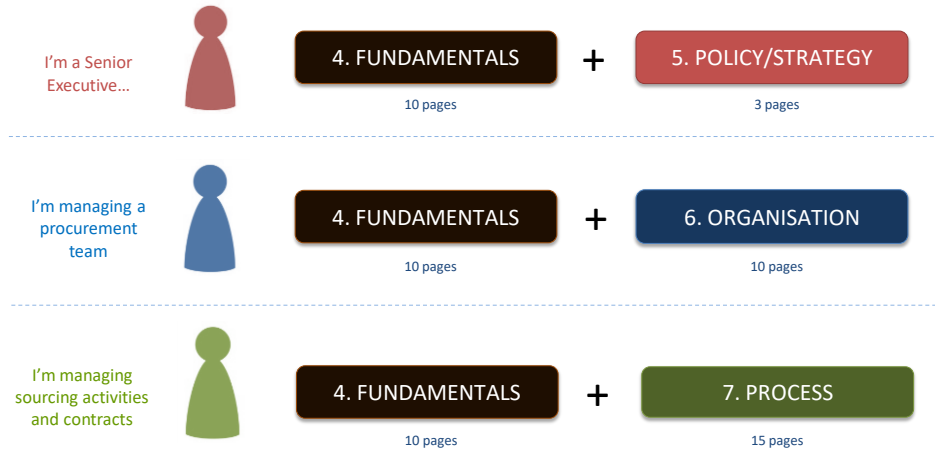 I'm a Senior
Executive...
4. FUNDAMENTALS
+
5. POLICY/STRATEGY
10 pages
3 pages
I'm managing a
procurement
team
4. FUNDAMENTALS
+
6. ORGANISATION
10 pages
10 pages
I'm managing
sourcing activities
and contracts
4. FUNDAMENTALS
+
7. PROCESS
10 pages
15 pages